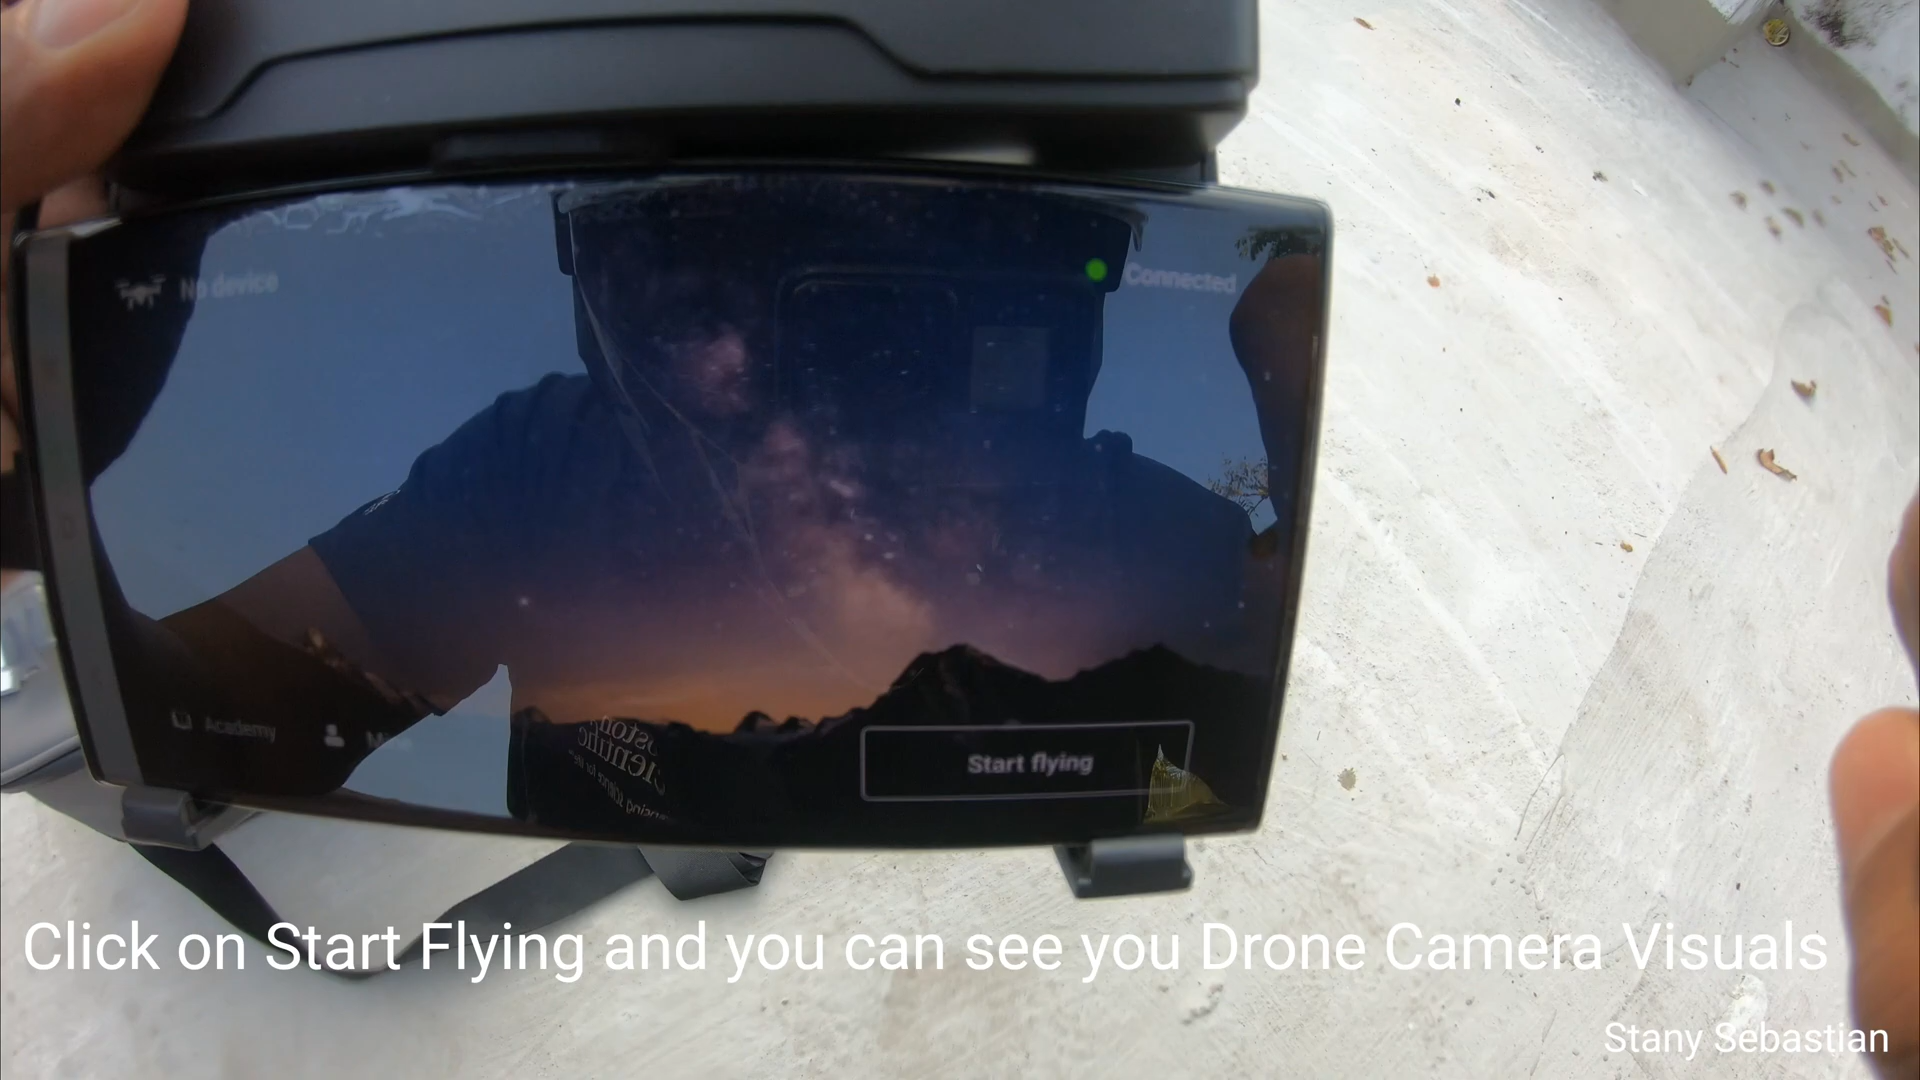 No device
Connected
Academy
Start flying
Click on Start Flying and you can see you Drone Camera Visuals
Stany Sebastian